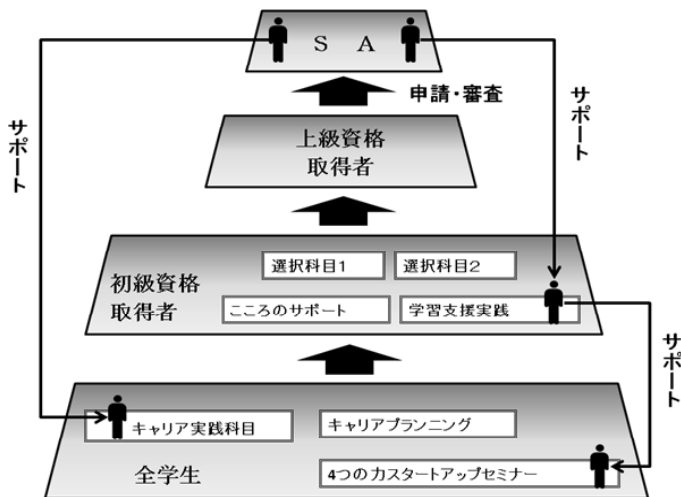 S A
申請・審査
サポート
サポート
上級資格
取得者
選択科目1
選択科目2
初級資格
取得者
こころのサポート
学習支援実践
サポート
キャリア実践科目
キャリアプランニング
全学生
4つの力スタートアップセミナー